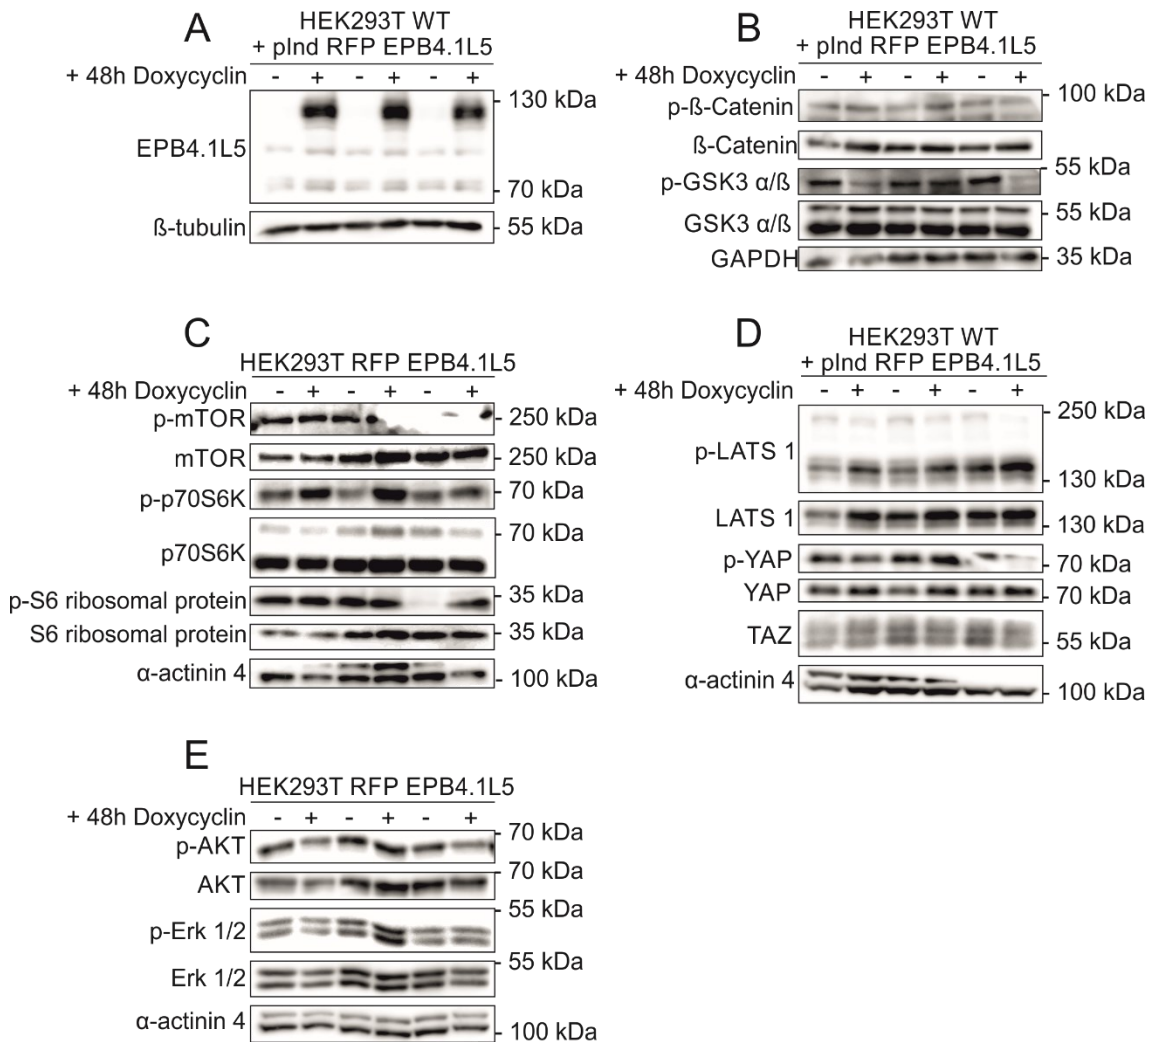 A
HEK293T WT
+ pInd RFP EPB4.1L5
+ 48h Doxycyclin - + - + - +
EPB4.1L5
130 kDa
70 kDa
ß-tubulin
55 kDa
B
HEK293T WT
+ pInd RFP EPB4.1L5
+ 48h Doxycyclin - + - + - +
p-ß-Catenin
100 kDa
ß-Catenin
p-GSK3 α/ß
55 kDa
GSK3 α/ß
55 kDa
GAPDH
35 kDa
C
HEK293T RFP EPB4.1L5
+ 48h Doxycyclin - + - + - +
p-mTOR
250 kDa
mTOR
250 kDa
p-p70S6K
70 kDa
p70S6K
70 kDa
p-S6 ribosomal protein
35 kDa
S6 ribosomal protein
35 kDa
α-actinin 4
100 kDa
D
HEK293T WT
+ pInd RFP EPB4.1L5
+ 48h Doxycyclin - + - + - +
p-LATS 1
250 kDa
130 kDa
LATS 1
130 kDa
p-YAP
70 kDa
YAP
70 kDa
TAZ
55 kDa
α-actinin 4
100 kDa
E
HEK293T RFP EPB4.1L5
+ 48h Doxycyclin - + - + - +
p-AKT
70 kDa
AKT
70 kDa
p-Erk 1/2
55 kDa
Erk 1/2
55 kDa
α-actinin 4
100 kDa